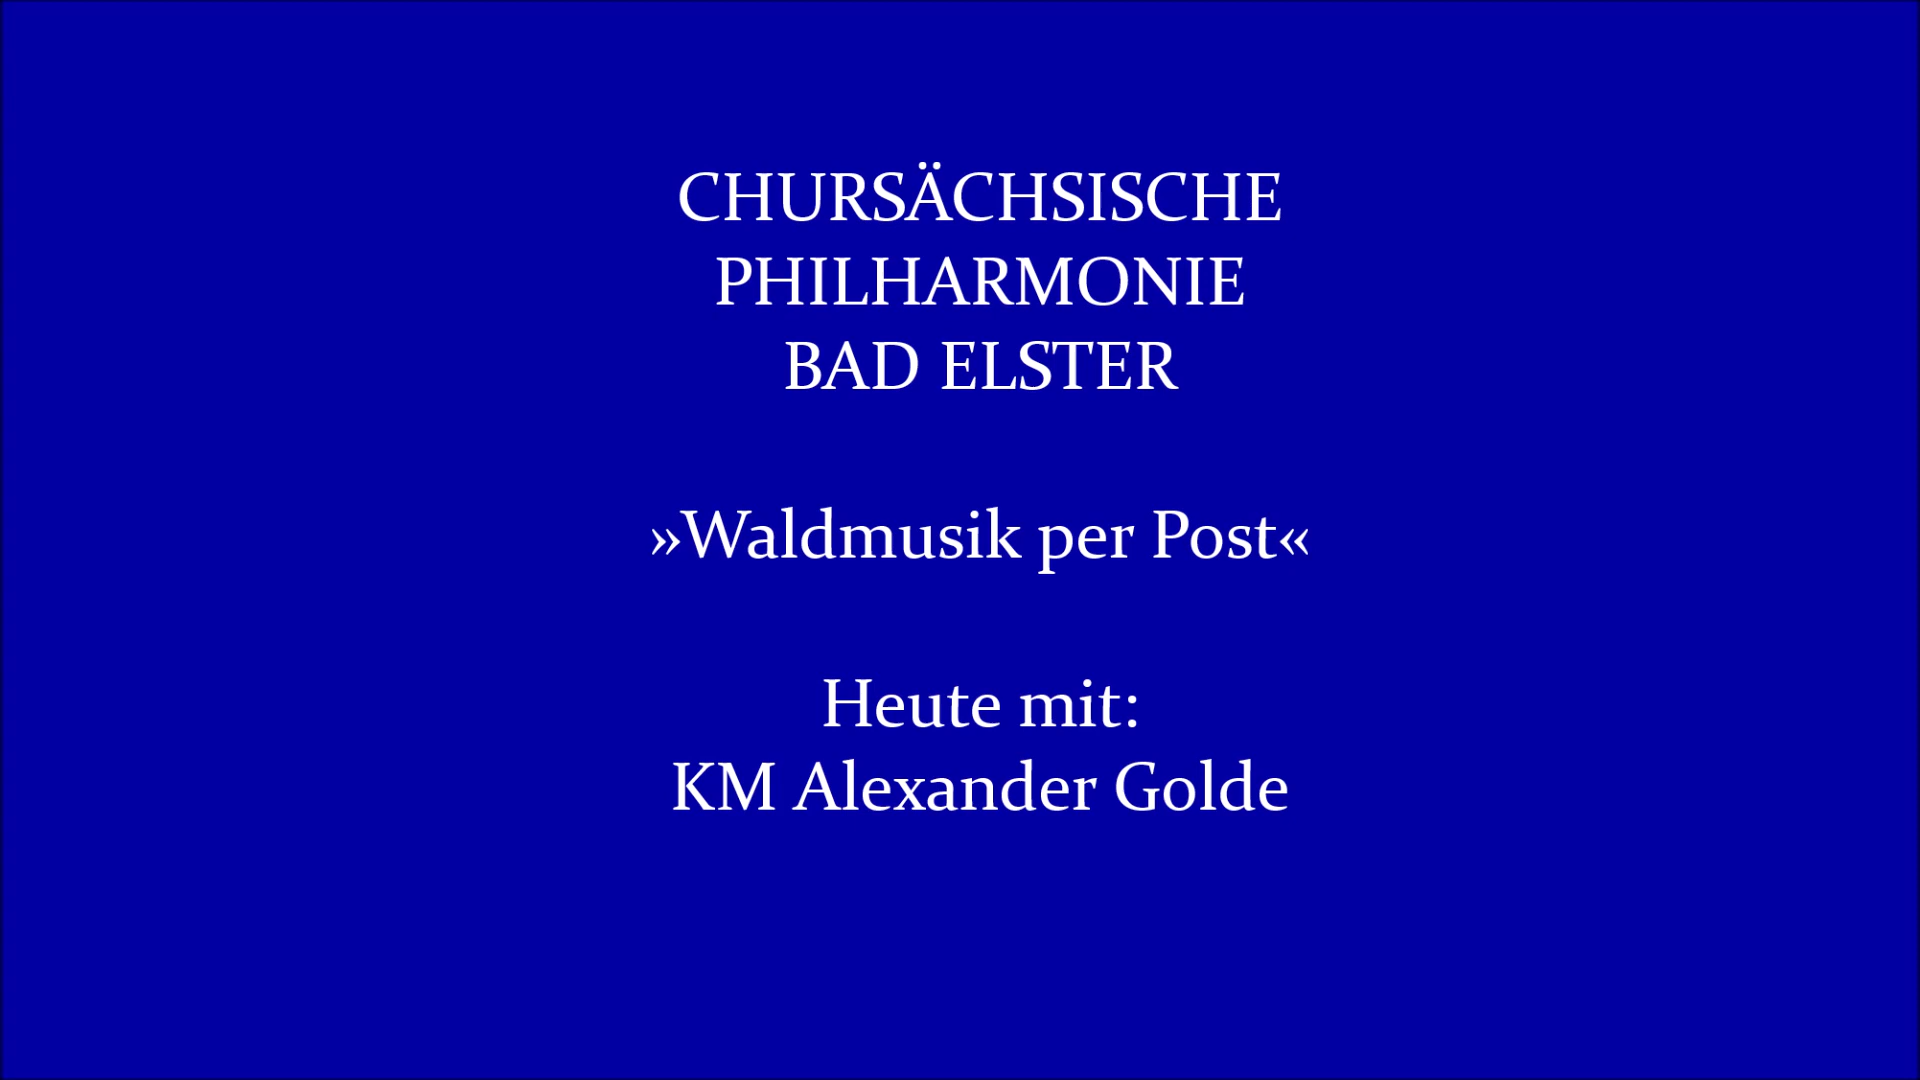 CHURSÄCHSISCHE
PHILHARMONIE
BAD ELSTER
»Waldmusik per Post«
Heute mit:
KM Alexander Golde